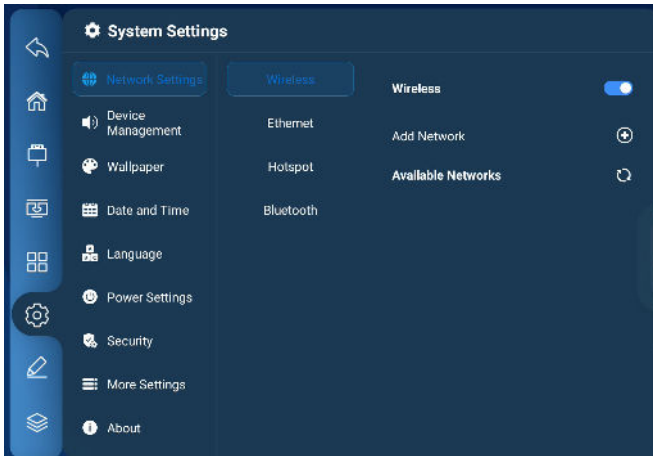 System Settings
Network Settings
Device
Management
Wallpaper
Date and Time
Language
Power Settings
Security
More Settings
About
Wireless
Ethernet
Hotspot
Bluetooth
Wireless
Add Network
Available Networks